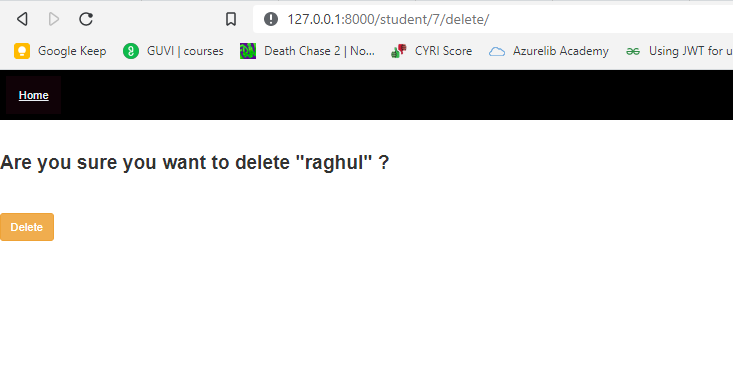 127.0.0.1:8000/student/7/delete/
Google Keep GUVI | courses Death Chase 2 | No... CYRI Score Azurelib Academy Using JWT for u
Home
Are you sure you want to delete "raghul" ?
Delete